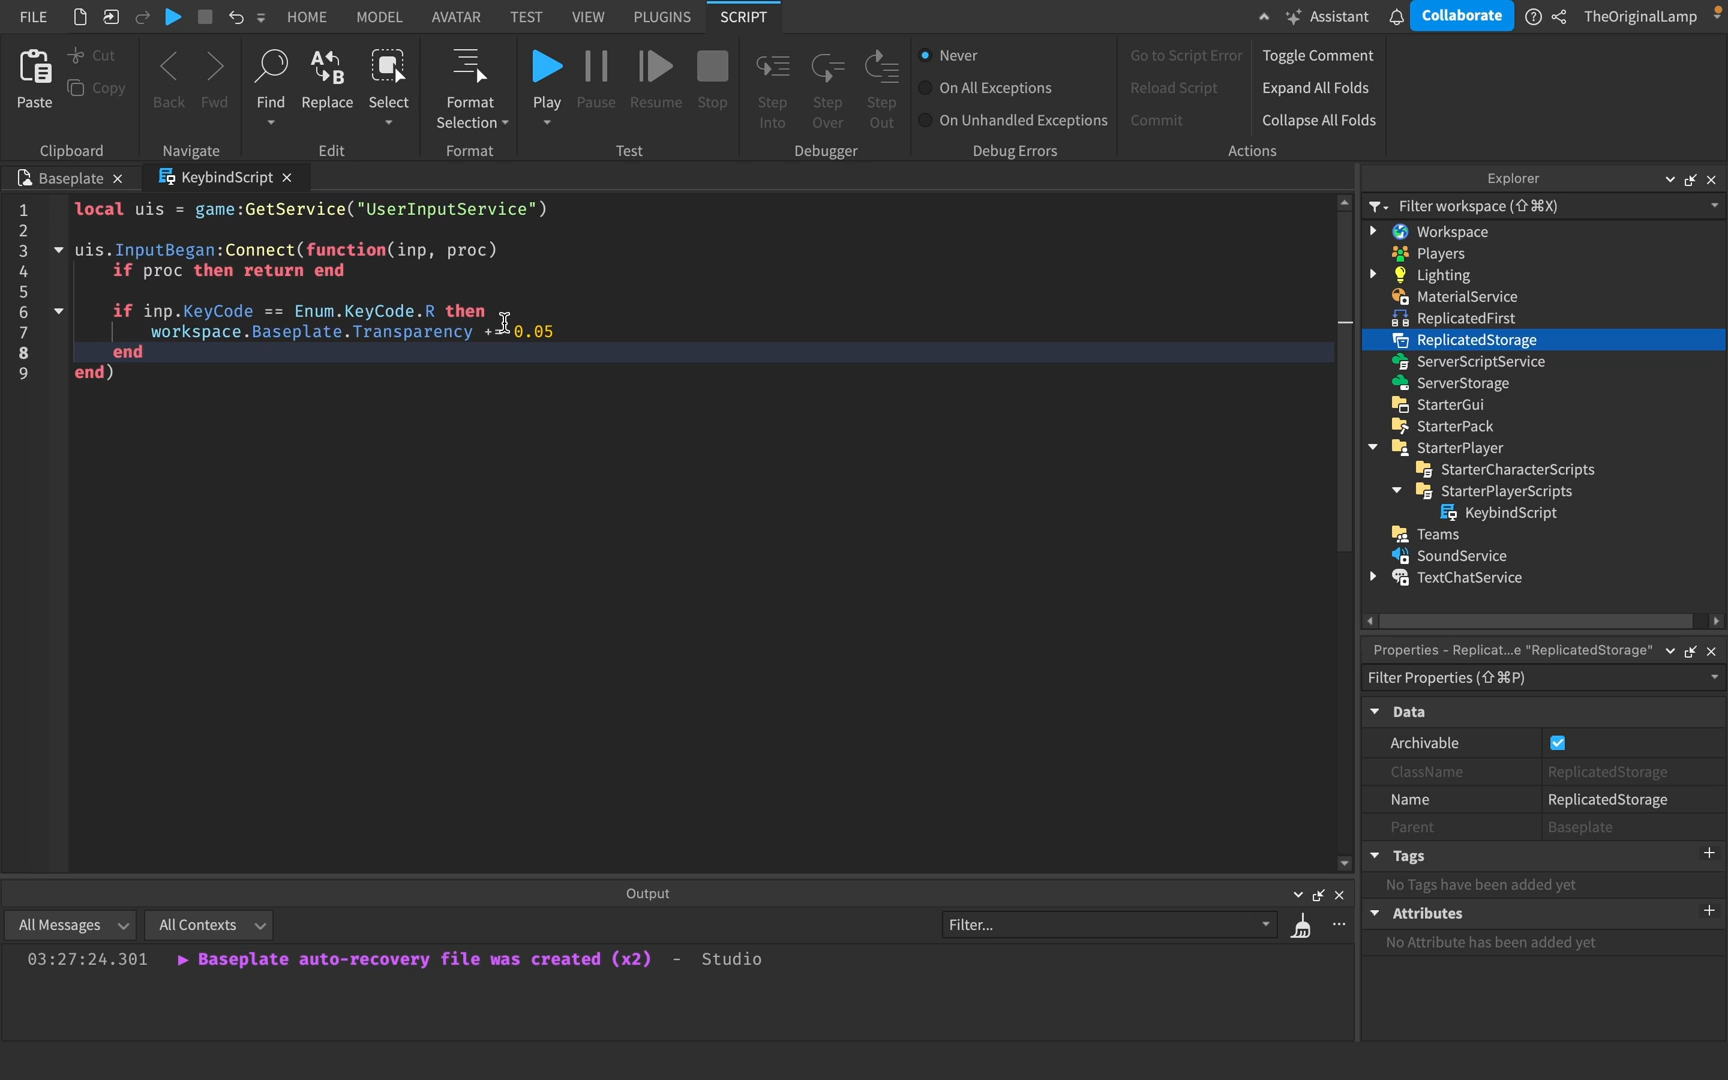 FILE HOME MODEL AVATAR TEST VIEW PLUGINS SCRIPT Assistant Collaborate TheOriginalLamp
Paste Cut Copy
Back Fwd
Find Replace Select
Format Selection
Play Pause Resume Stop
Step Into Step Over Step Out
Never
On All Exceptions
On Unhandled Exceptions
Go to Script Error
Reload Script
Commit
Toggle Comment
Expand All Folds
Collapse All Folds
Clipboard Navigate Edit Format Test Debugger Debug Errors Actions
Baseplate KeybindScript
1 local uis = game:GetService("UserInputService")
2
3 uis.InputBegan:Connect(function(inp, proc)
4 if proc then return end
5
6 if inp.KeyCode == Enum.KeyCode.R then
7 workspace.Baseplate.Transparency += 0.05
8 end
9 end)
Explorer
Filter workspace (⇧⌘X)
Workspace
Players
Lighting
MaterialService
ReplicatedFirst
ReplicatedStorage
ServerScriptService
ServerStorage
StarterGui
StarterPack
StarterPlayer
StarterCharacterScripts
StarterPlayerScripts
KeybindScript
Teams
SoundService
TextChatService
Properties - Replicat...e "ReplicatedStorage"
Filter Properties (⇧⌘P)
Data
Archivable
ClassName ReplicatedStorage
Name ReplicatedStorage
Parent Baseplate
Tags
No Tags have been added yet
Attributes
No Attribute has been added yet
Output
All Messages All Contexts Filter...
03:27:24.301 Baseplate auto-recovery file was created (x2) - Studio